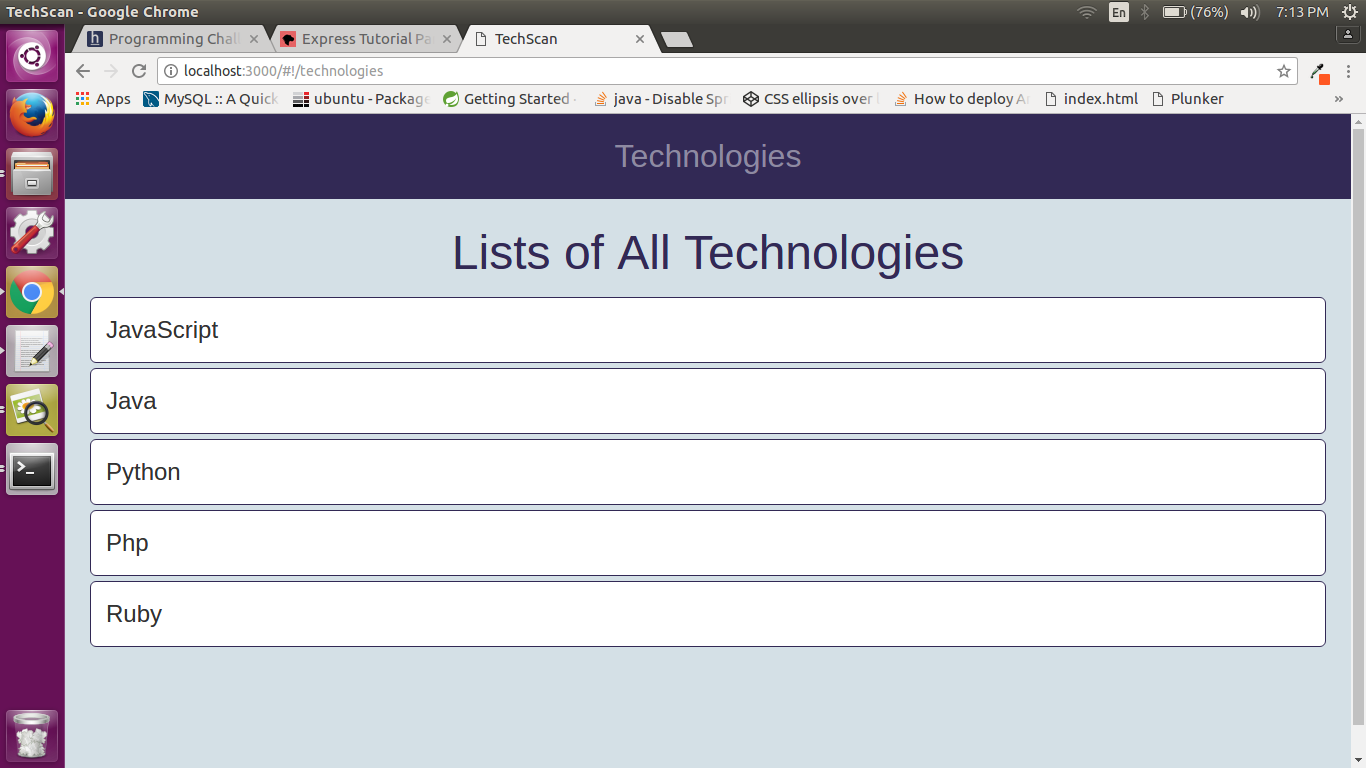 TechScan - Google Chrome
En
(76%)
7:13 PM
Programming Chal
Express Tutorial Pa
TechScan
localhost:3000/#!/technologies
Apps
MySQL :: A Quick
ubuntu - Package
Getting Started -
java - Disable Spr
CSS ellipsis over
How to deploy A
index.html
Plunker
»
Technologies
Lists of All Technologies
JavaScript
Java
Python
Php
Ruby